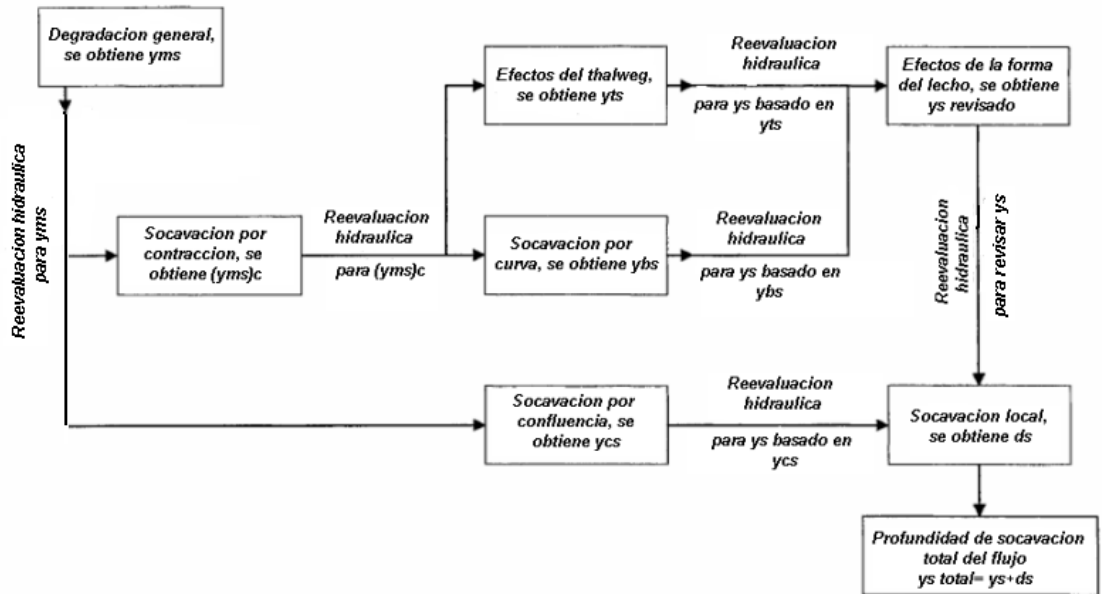 Degradacion general,
se obtiene yms
Reevaluacion hidraulica
para yms
Socavacion por
contraccion, se
obtiene (yms)c
Reevaluacion
hidraulica
para (yms)c
Efectos del thalweg,
se obtiene yts
Reevaluacion
hidraulica
para ys basado en
yts
Efectos de la forma
del lecho, se obtiene
ys revisado
Socavacion por
curva, se obtiene ybs
Reevaluacion
hidraulica
para ys basado en
ybs
Reevaluacion
hidraulica
para revisar ys
Socavacion por
confluencia, se
obtiene ycs
Reevaluacion
hidraulica
para ys basado en
ycs
Socavacion local,
se obtiene ds
Profundidad de socavacion
total del flujo
ys total= ys+ds